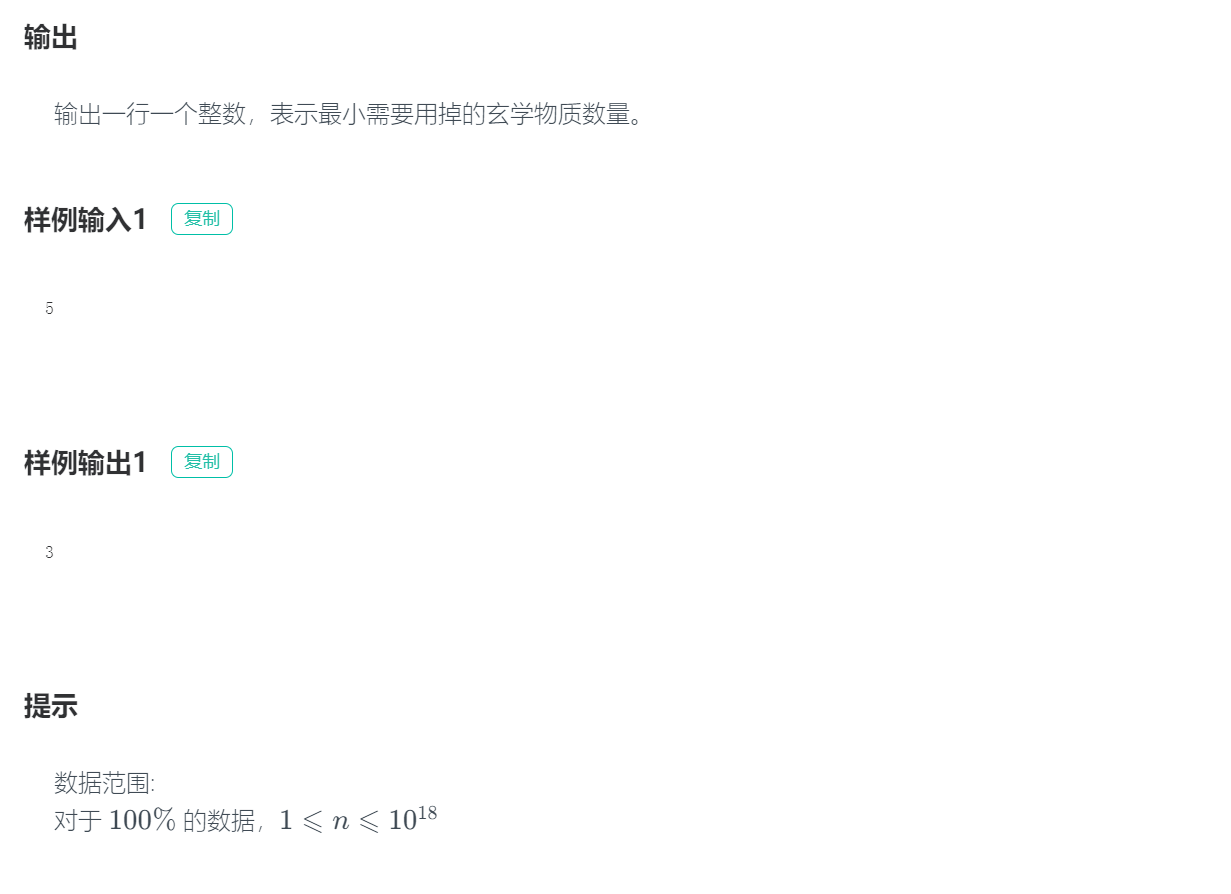 输出
输出一行一个整数，表示最小需要用掉的玄学物质数量。
样例输入1 复制
5
样例输出1 复制
3
提示
数据范围:
对于 100% 的数据，1 ⩽ n ⩽ 10^18